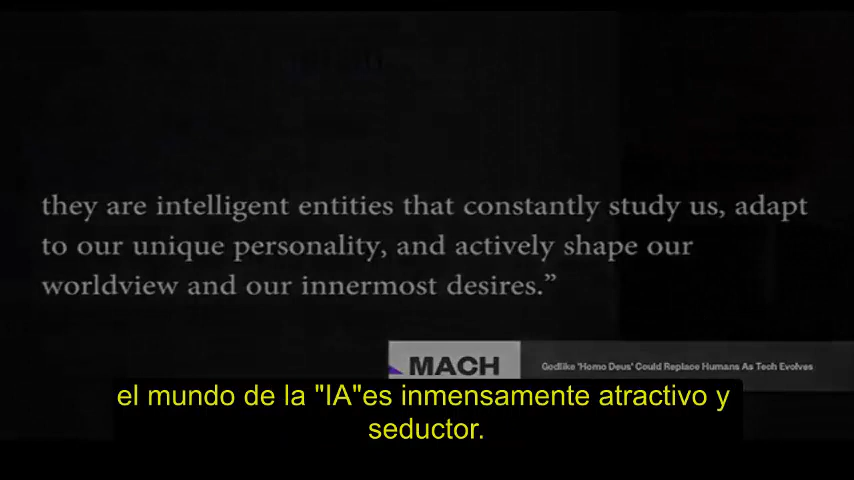 they are intelligent entities that constantly study us, adapt
to our unique personality, and actively shape our
worldview and our innermost desires.”
MACH
Godlike 'Homo Deus' Could Replace Humans As Tech Evolves
el mundo de la "IA"es inmensamente atractivo y
seductor.